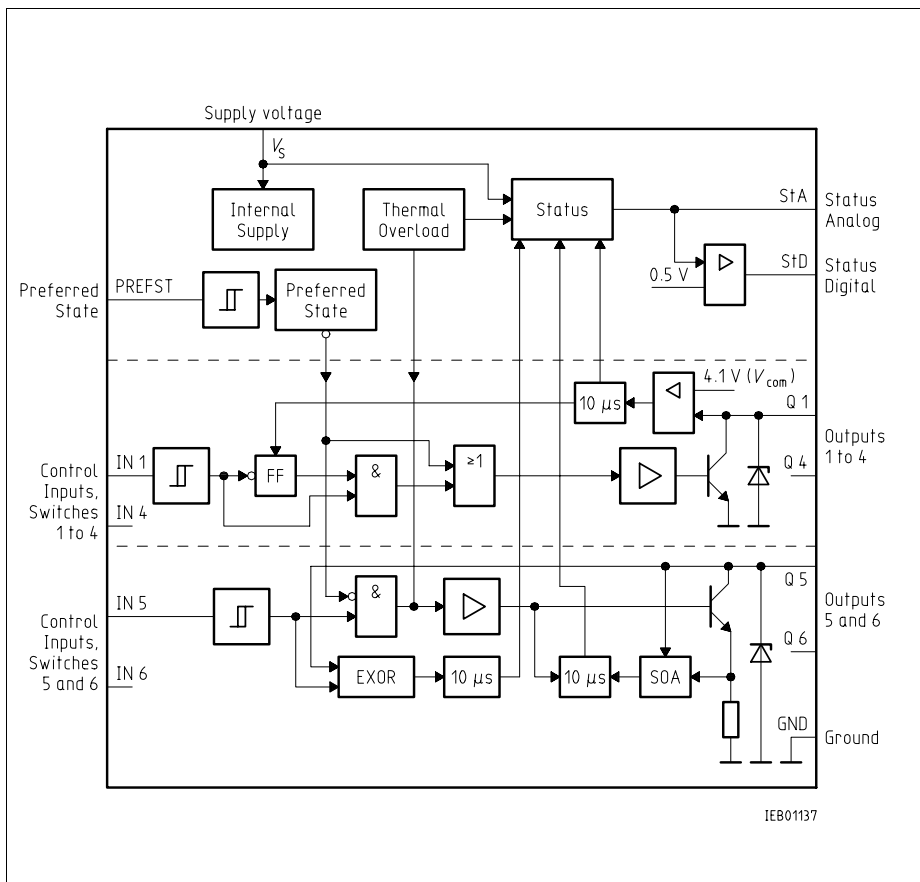 Supply voltage
VS
Internal
Supply
Thermal
Overload
Status
StA
Status
Analog
0.5 V
StD
Status
Digital
Preferred
State
PREFST
Preferred
State
4.1 V (Vcom)
10 µs
Q 1
Outputs
1 to 4
Q 4
Control
Inputs,
Switches
1 to 4
IN 1
IN 4
FF
&
≥1
Q 5
Outputs
5 and 6
Q 6
Control
Inputs,
Switches
5 and 6
IN 5
IN 6
&
EXOR
10 µs
10 µs
SOA
GND
Ground
IEB01137